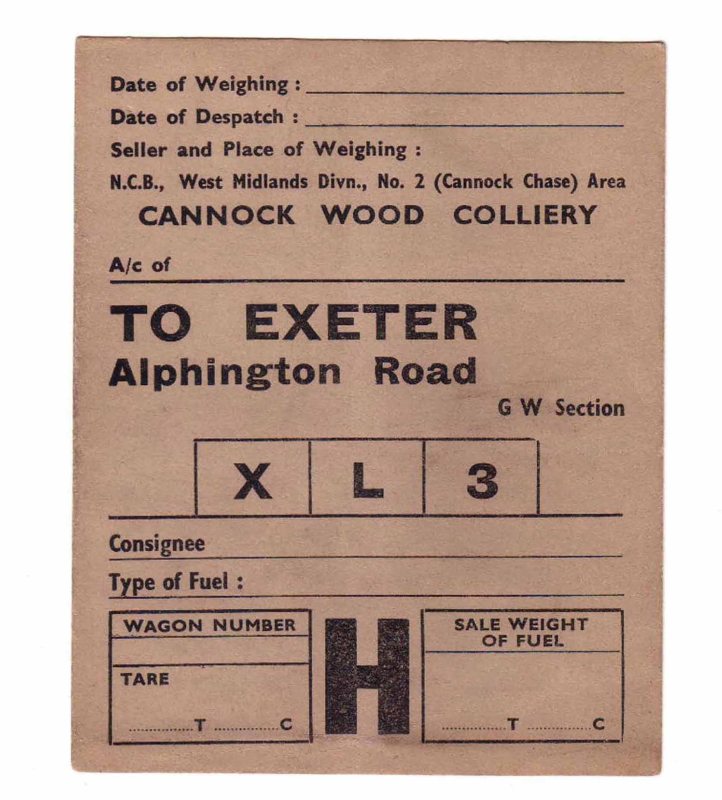 Date of Weighing :
Date of Despatch :
Seller and Place of Weighing :
N.C.B., West Midlands Divn., No. 2 (Cannock Chase) Area
CANNOCK WOOD COLLIERY
A/c of
TO EXETER
Alphington Road
G W Section
X L 3
Consignee
Type of Fuel :
WAGON NUMBER
TARE
T C
H
SALE WEIGHT
OF FUEL
T C